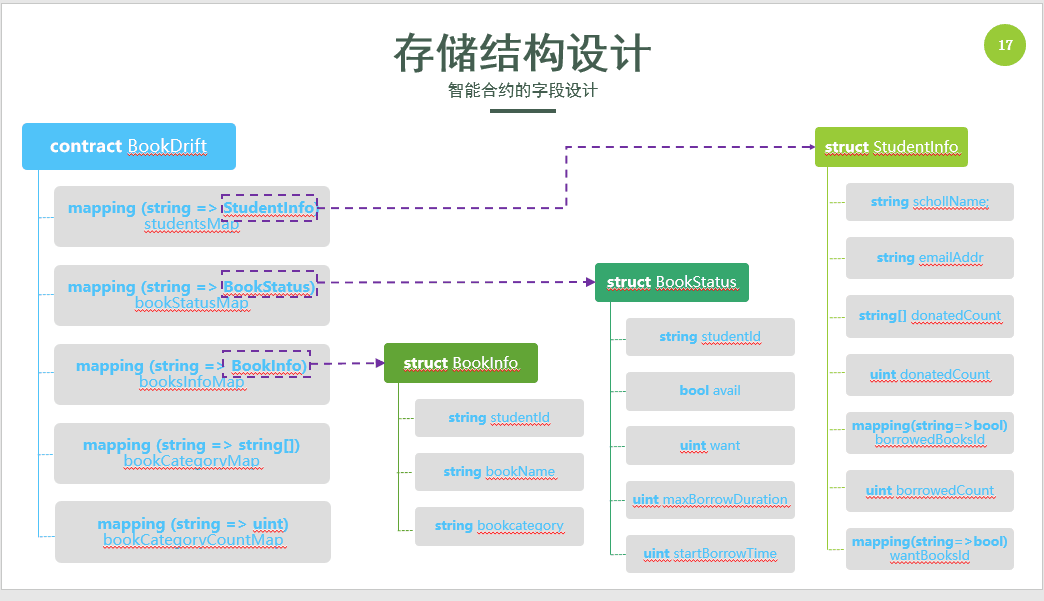 存储结构设计
17
智能合约的字段设计
contract BookDrift
mapping (string => StudentInfo)
studentsMap
mapping (string => BookStatus)
bookStatusMap
mapping (string => BookInfo)
booksInfoMap
mapping (string => string[])
bookCategoryMap
mapping (string => uint)
bookCategoryCountMap
struct BookInfo
string studentId
string bookName
string bookcategory
struct BookStatus
string studentId
bool avail
uint want
uint maxBorrowDuration
uint startBorrowTime
struct StudentInfo
string schollName;
string emailAddr
string[] donatedCount
uint donatedCount
mapping(string=>bool)
borrowedBooksId
uint borrowedCount
mapping(string=>bool)
wantBooksId